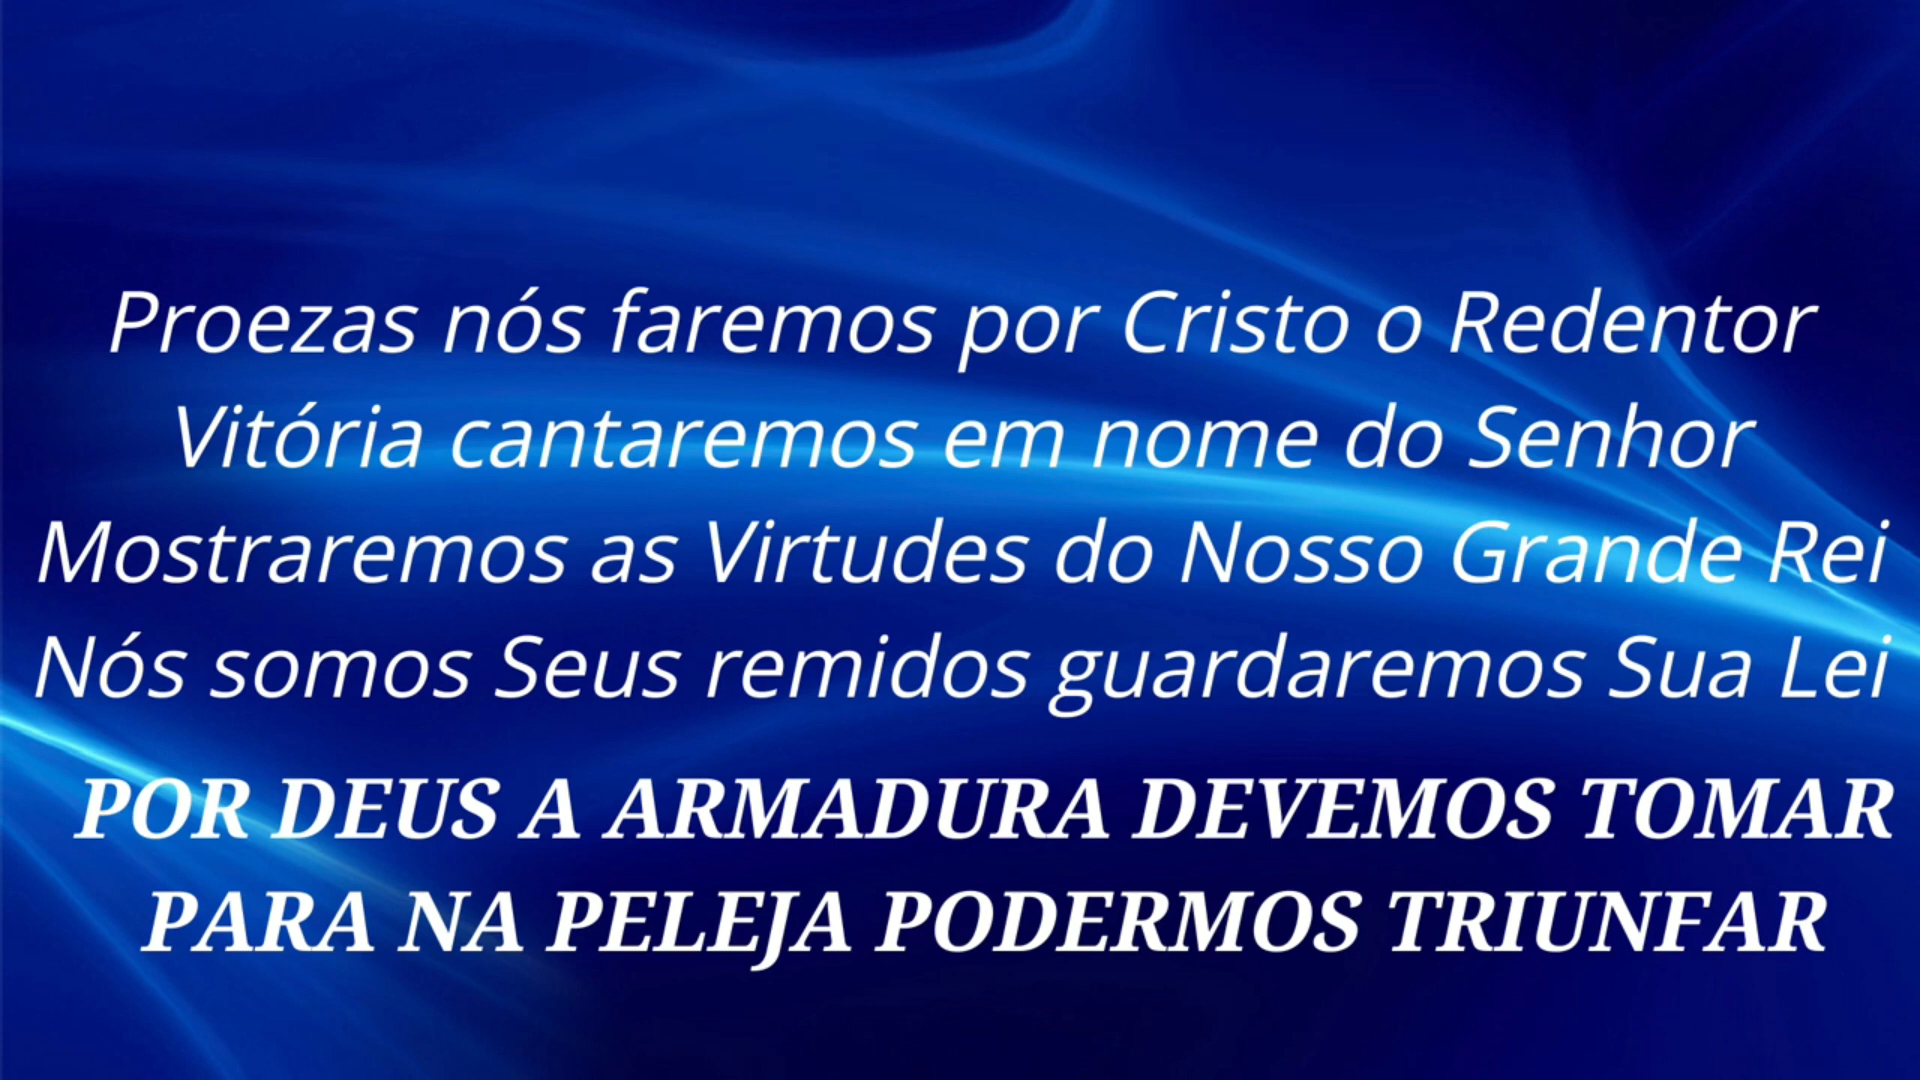 Proezas nós faremos por Cristo o Redentor
Vitória cantaremos em nome do Senhor
Mostraremos as Virtudes do Nosso Grande Rei
Nós somos Seus remidos guardaremos Sua Lei
POR DEUS A ARMADURA DEVEMOS TOMAR
PARA NA PELEJA PODERMOS TRIUNFAR